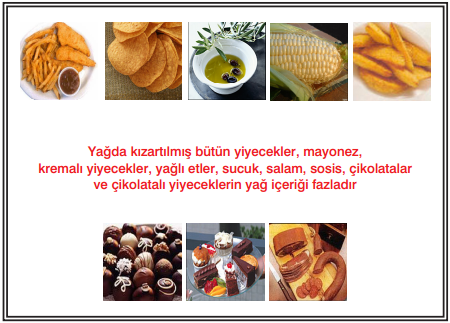 Yağda kızartılmış bütün yiyecekler, mayonez,
kremalı yiyecekler, yağlı etler, sucuk, salam, sosis, çikolatalar
ve çikolatalı yiyeceklerin yağ içeriği fazladır